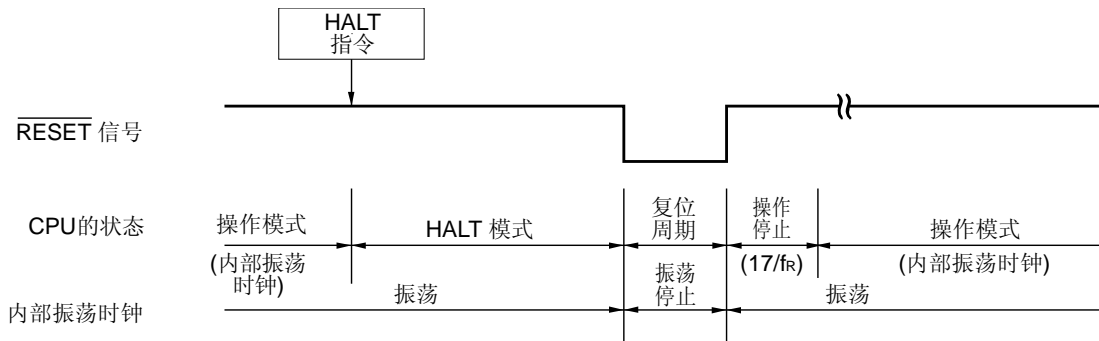 HALT
指令
RESET 信号
CPU的状态
操作模式
(内部振荡
时钟)
HALT 模式
复位
周期
操作
停止
(17/fR)
操作模式
(内部振荡时钟)
内部振荡时钟
振荡
振荡
停止
振荡